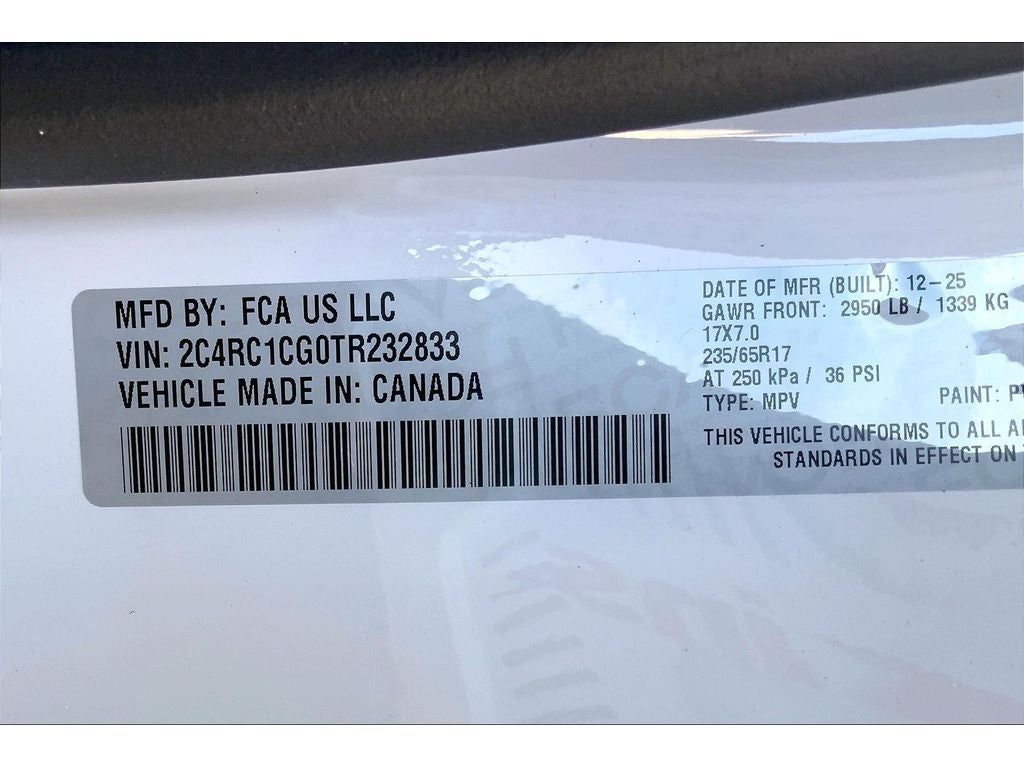 MFD BY: FCA US LLC
VIN: 2C4RC1CG0TR232833
VEHICLE MADE IN: CANADA
DATE OF MFR (BUILT): 12-25
GAWR FRONT: 2950 LB / 1339 KG
17X7.0
235/65R17
AT 250 kPa / 36 PSI
TYPE: MPV PAINT:
THIS VEHICLE CONFORMS TO ALL
STANDARDS IN EFFECT ON